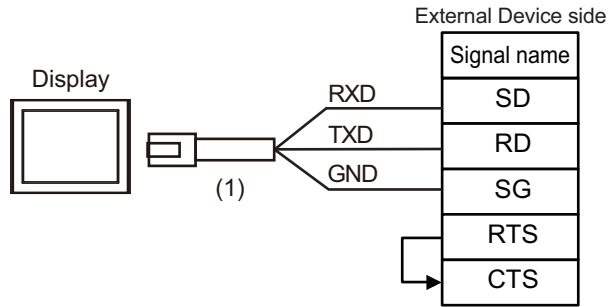 External Device side
Signal name
Display
RXD
SD
TXD
RD
GND
SG
(1)
RTS
CTS